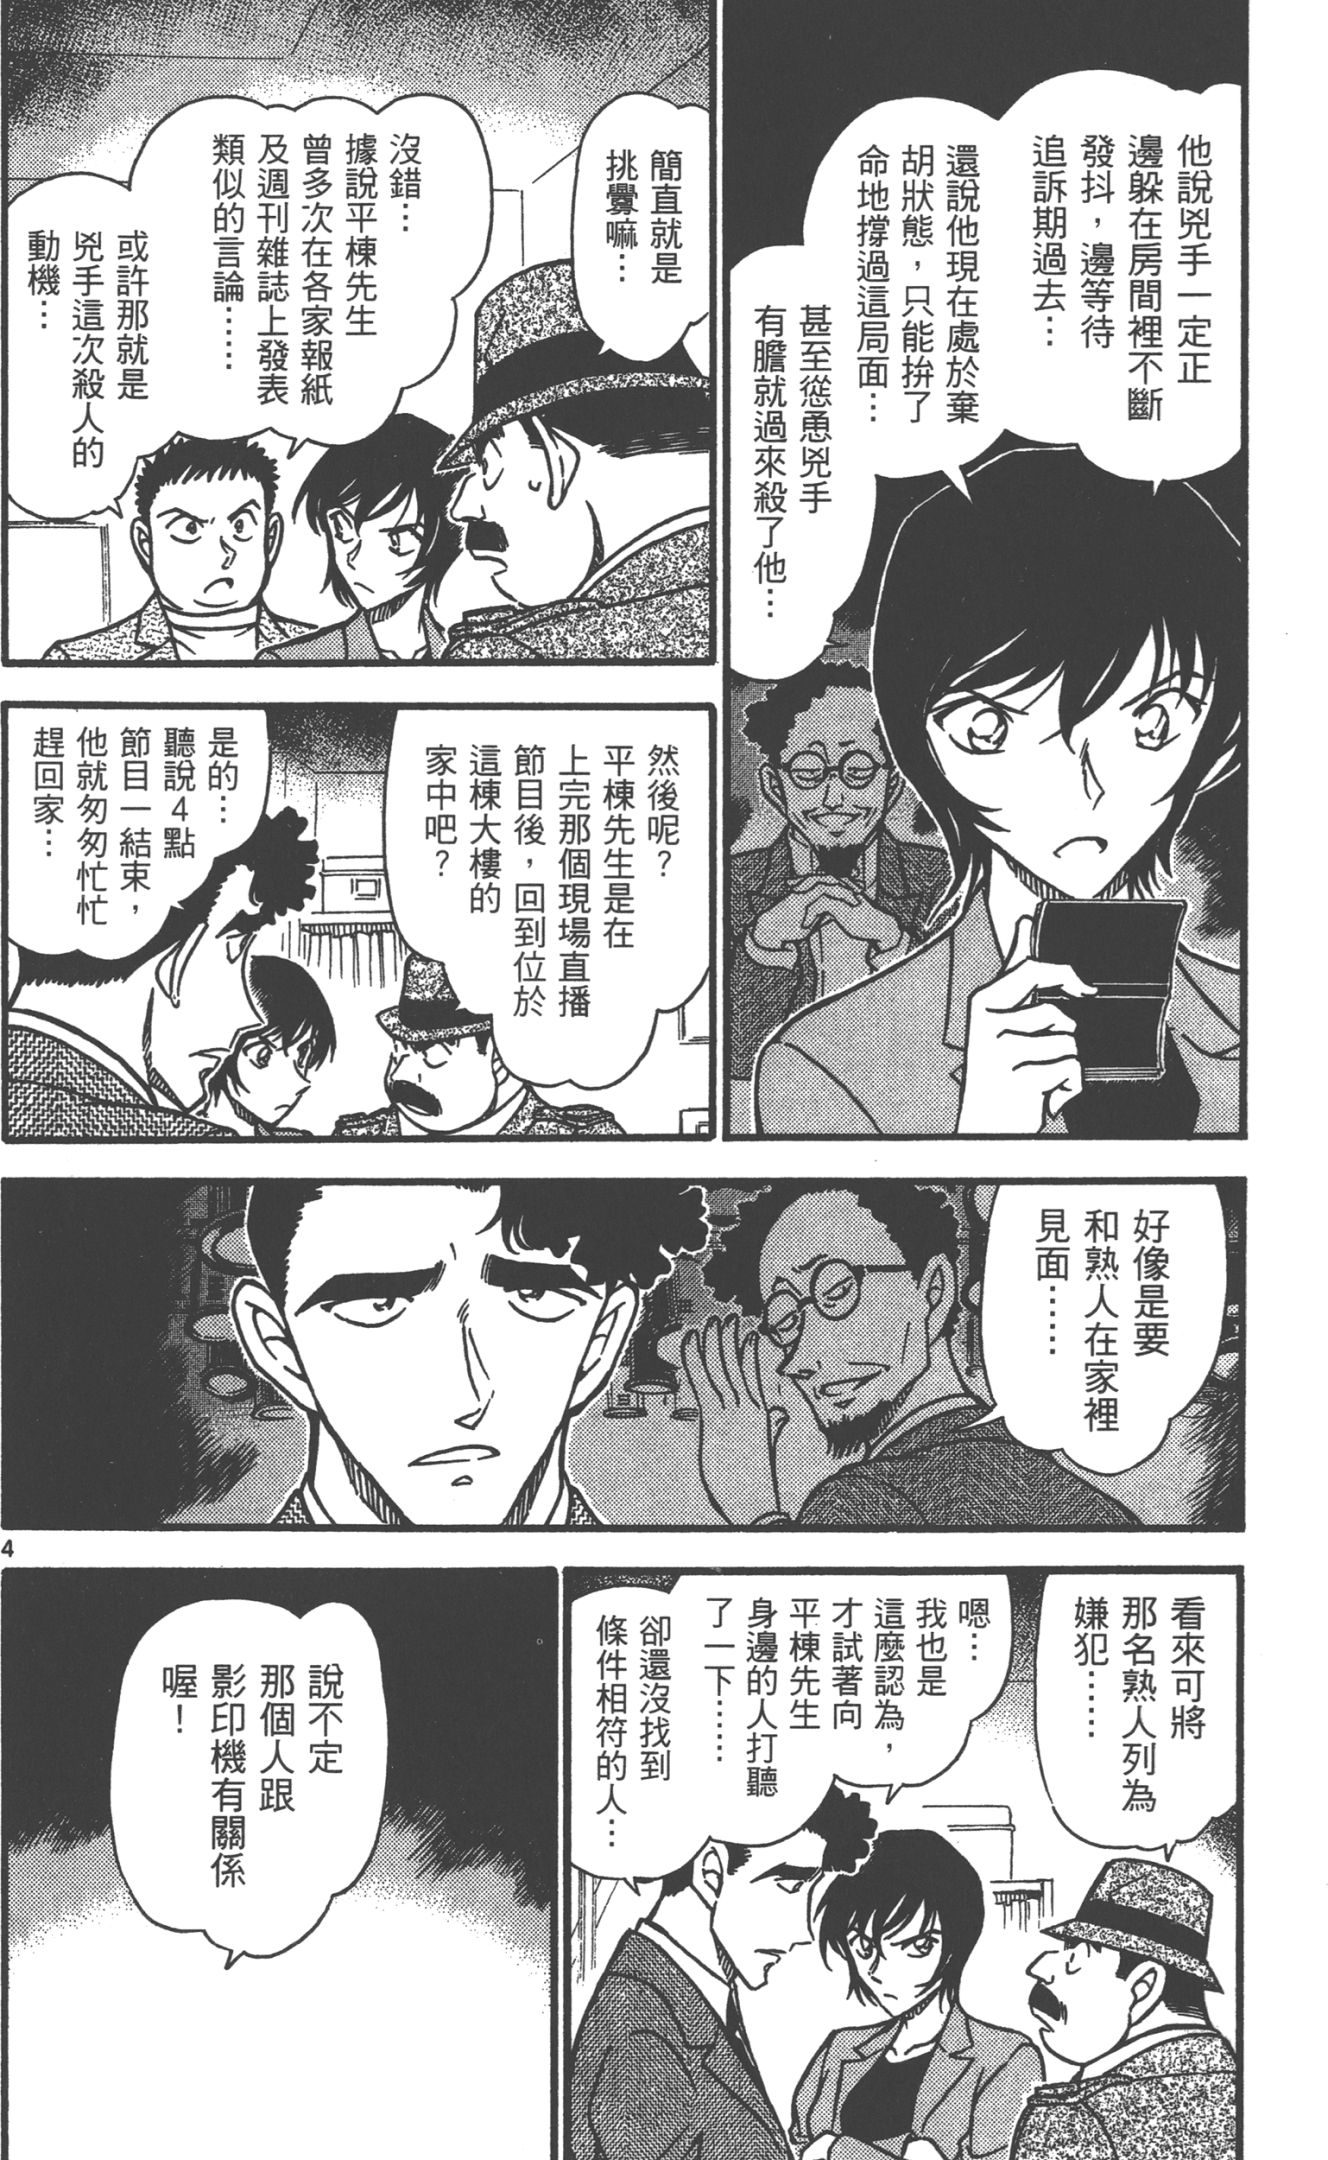 他說兇手一定正
邊躲在房間裡不斷
發抖，邊等待
追訴期過去…
還說他現在處於棄
胡狀態，只能拚了
命地撐過這局面…
甚至慫恿兇手
有膽就過來殺了他…
簡直就是
挑釁嘛…
沒錯…
據說平棟先生
曾多次在各家報紙
及週刊雜誌上發表
類似的言論……
或許那就是
兇手這次殺人的
動機…
然後呢？
平棟先生是在
上完那個現場直播
節目後，回到位於
這棟大樓的
家中吧？
是的…
聽說4點
節目一結束，
他就匆匆忙忙
趕回家…
好像是要
和熟人在家裡
見面……
看來可將
那名熟人列為
嫌犯……
嗯…
我也是
這麼認為，
才試著向
平棟先生
身邊的人打聽
了一下……
卻還沒找到
條件相符的人…
說不定
那個人跟
影印機有關係
喔！
4